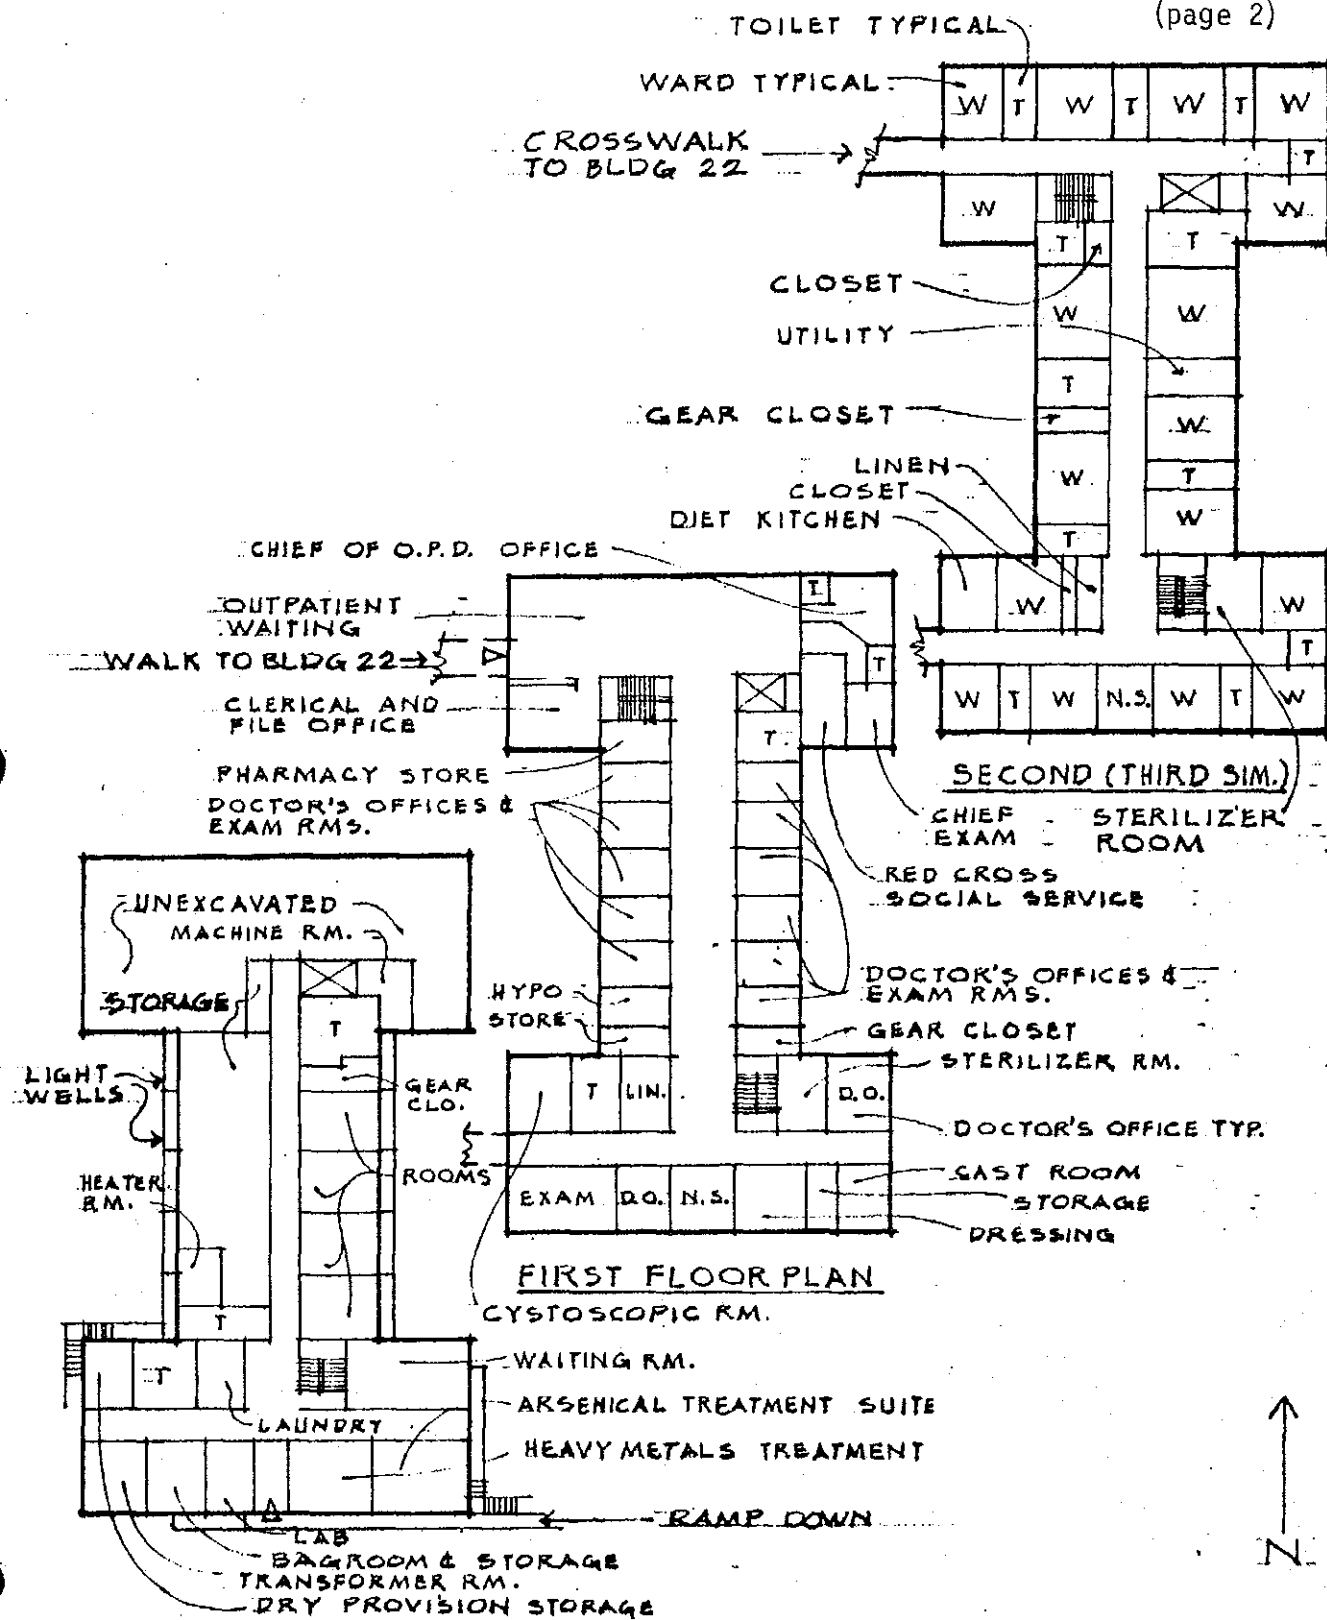 (page 2)
TOILET TYPICAL
WARD TYPICAL
W T W T W T W
CROSSWALK
TO BLDG 22
T
W
W
T
T
CLOSET
W
W
UTILITY
T
GEAR CLOSET
W
LINEN
CLOSET
W
T
DIET KITCHEN
W
T
W
W
T
W T W N.S. W T W
SECOND (THIRD SIM.)
STERILIZER
ROOM
CHIEF OF O.P.D. OFFICE
T
OUTPATIENT
WAITING
WALK TO BLDG 22
T
CLERICAL AND
FILE OFFICE
T
PHARMACY STORE
DOCTOR'S OFFICES &
EXAM RMS.
CHIEF
EXAM
RED CROSS
SOCIAL SERVICE
HYPO
STORE
DOCTOR'S OFFICES &
EXAM RMS.
GEAR CLOSET
STERILIZER RM.
T LIN.
D.O.
DOCTOR'S OFFICE TYP.
CAST ROOM
STORAGE
DRESSING
EXAM D.O. N.S.
FIRST FLOOR PLAN
CYSTOSCOPIC RM.
UNEXCAVATED
MACHINE RM.
STORAGE
T
LIGHT
WELLS
GEAR
CLO.
ROOMS
HEATER
RM.
T
T
WAITING RM.
ARSENICAL TREATMENT SUITE
LAUNDRY
HEAVY METALS TREATMENT
RAMP DOWN
LAB
BAGROOM & STORAGE
TRANSFORMER RM.
DRY PROVISION STORAGE
N